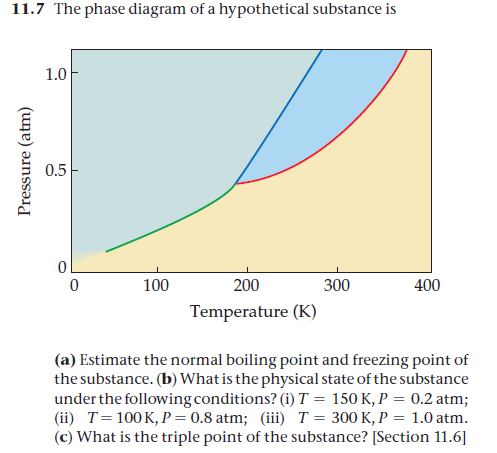 11.7 The phase diagram of a hypothetical substance is
1.0
0.5
0
Pressure (atm)
0 100 200 300 400
Temperature (K)
(a) Estimate the normal boiling point and freezing point of
the substance. (b) What is the physical state of the substance
under the following conditions? (i) T = 150 K, P = 0.2 atm;
(ii) T = 100 K, P = 0.8 atm; (iii) T = 300 K, P = 1.0 atm.
(c) What is the triple point of the substance? [Section 11.6]